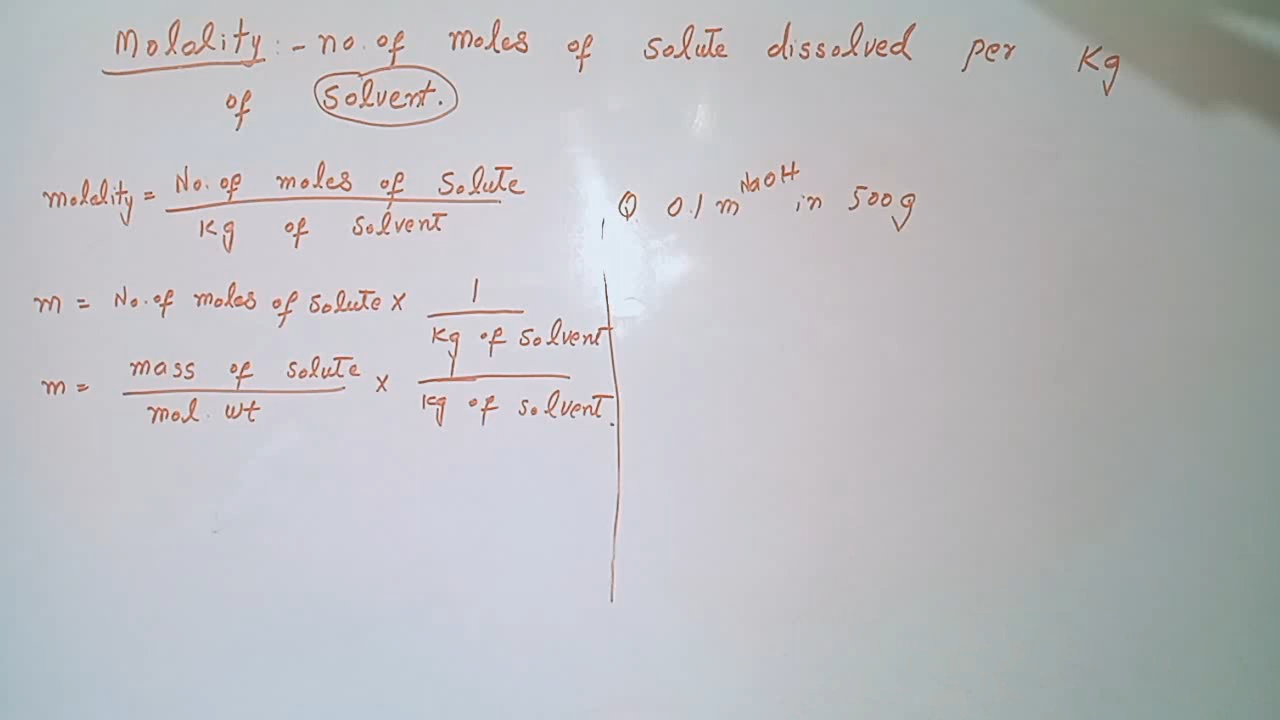 Molality :- no. of moles of solute dissolved per Kg
of solvent.
molality = No. of moles of solute / Kg of solvent
m = No. of moles of solute x 1 / Kg of solvent
m = mass of solute / mol. wt x 1 / Kg of solvent.
Q 0.1 m NaOH in 500g